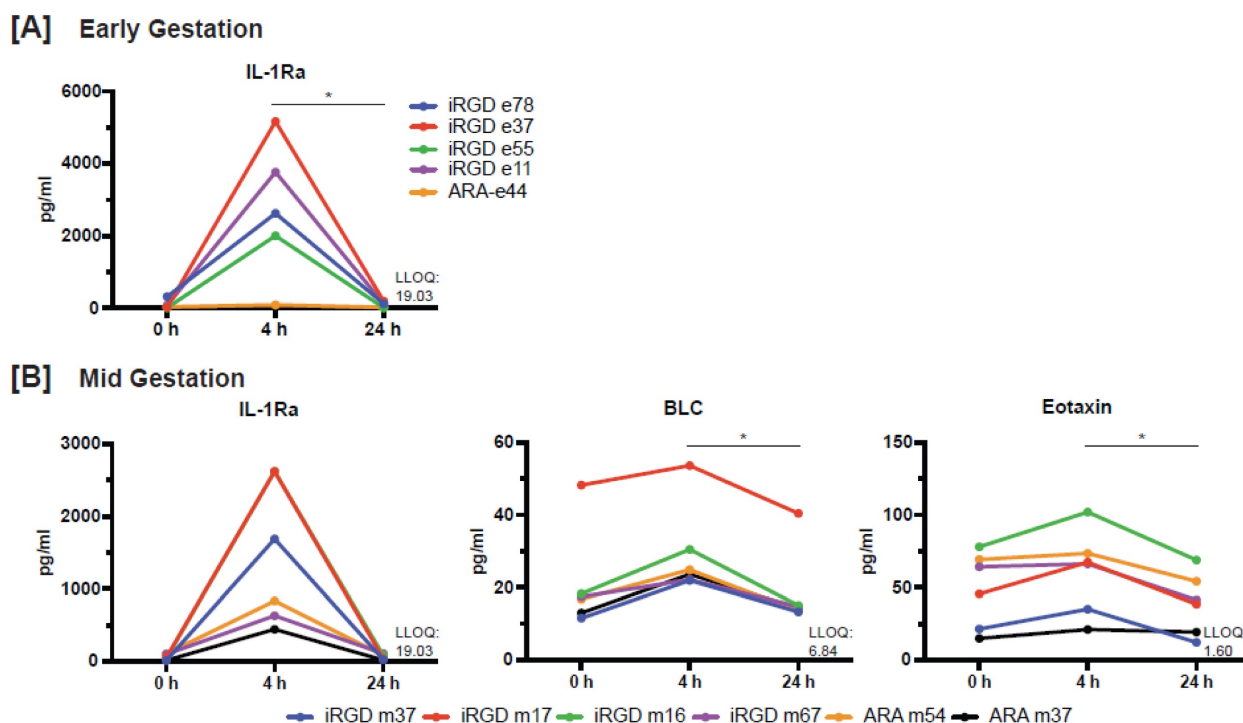 [A] Early Gestation
IL-1Ra
6000
4000
2000
0
pg/ml
*
iRGD e78
iRGD e37
iRGD e55
iRGD e11
ARA-e44
LLOQ:
19.03
0 h 4 h 24 h
[B] Mid Gestation
IL-1Ra
3000
2000
1000
0
pg/ml
LLOQ:
19.03
0 h 4 h 24 h
BLC
60
40
20
0
pg/ml
*
LLOQ:
6.84
0 h 4 h 24 h
Eotaxin
150
100
50
0
pg/ml
*
LLOQ:
1.60
0 h 4 h 24 h
iRGD m37 iRGD m17 iRGD m16 iRGD m67 ARA m54 ARA m37